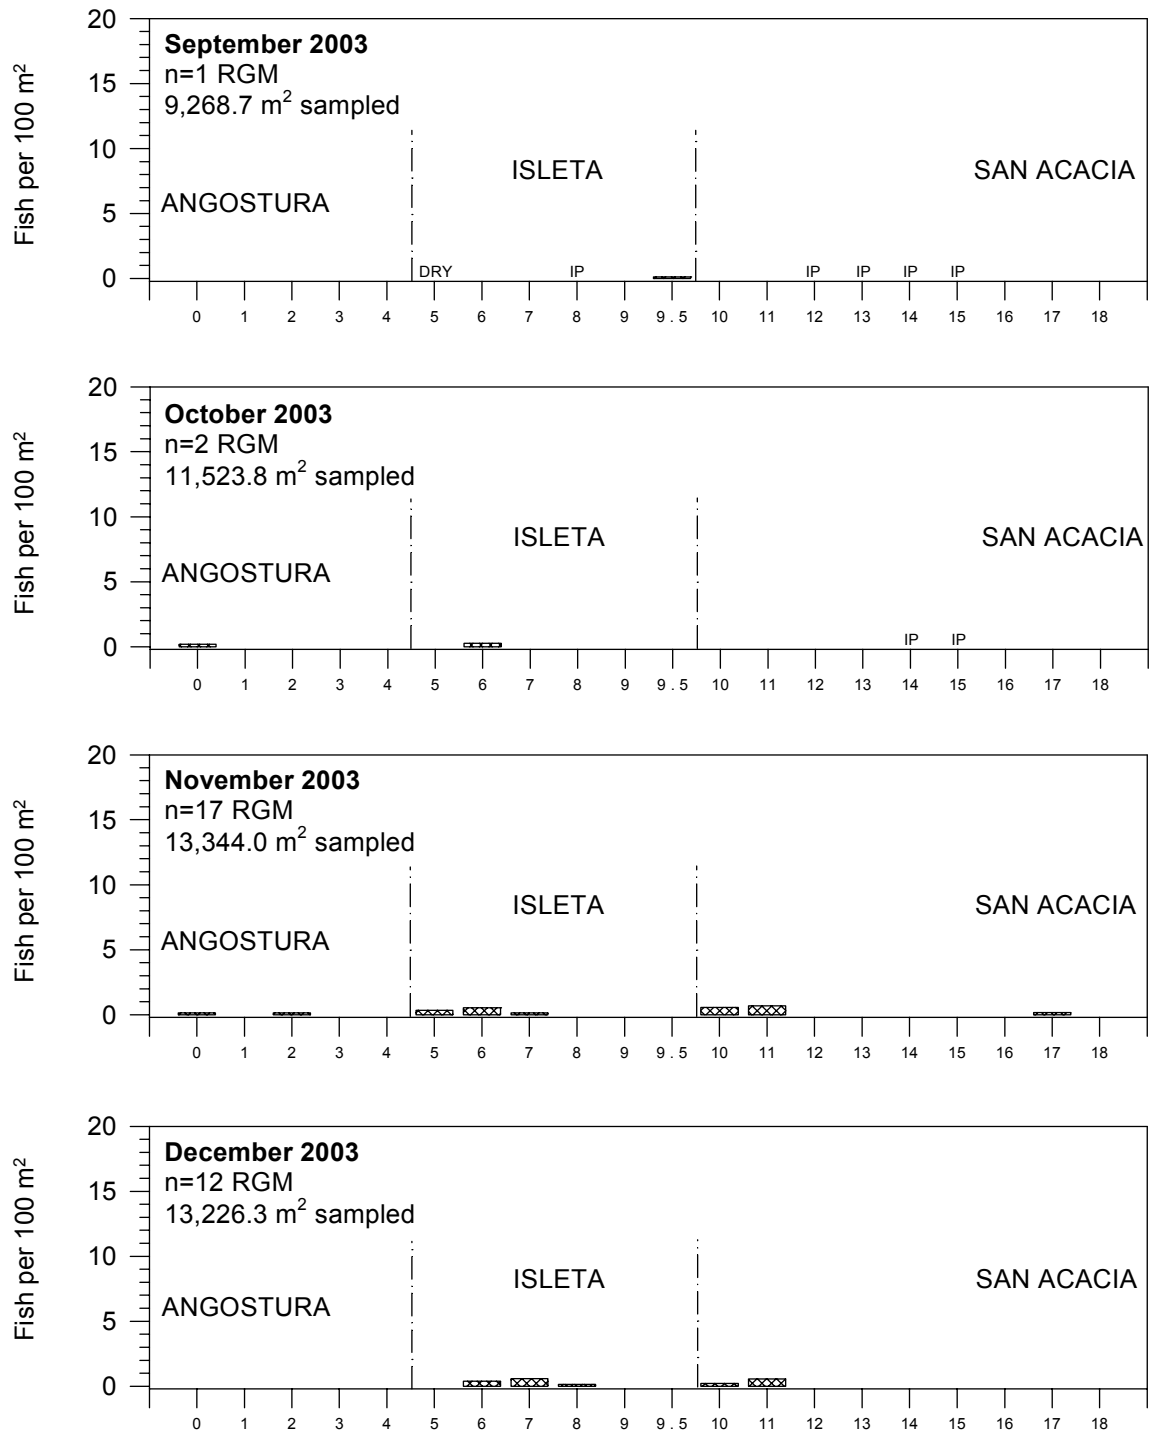 September 2003
n=1 RGM
9,268.7 m² sampled
Fish per 100 m²
20
15
10
5
0
ANGOSTURA
ISLETA
SAN ACACIA
DRY IP IP IP IP IP
0 1 2 3 4 5 6 7 8 9 9.5 10 11 12 13 14 15 16 17 18
October 2003
n=2 RGM
11,523.8 m² sampled
Fish per 100 m²
20
15
10
5
0
ANGOSTURA
ISLETA
SAN ACACIA
IP IP
0 1 2 3 4 5 6 7 8 9 9.5 10 11 12 13 14 15 16 17 18
November 2003
n=17 RGM
13,344.0 m² sampled
Fish per 100 m²
20
15
10
5
0
ANGOSTURA
ISLETA
SAN ACACIA
0 1 2 3 4 5 6 7 8 9 9.5 10 11 12 13 14 15 16 17 18
December 2003
n=12 RGM
13,226.3 m² sampled
Fish per 100 m²
20
15
10
5
0
ANGOSTURA
ISLETA
SAN ACACIA
0 1 2 3 4 5 6 7 8 9 9.5 10 11 12 13 14 15 16 17 18